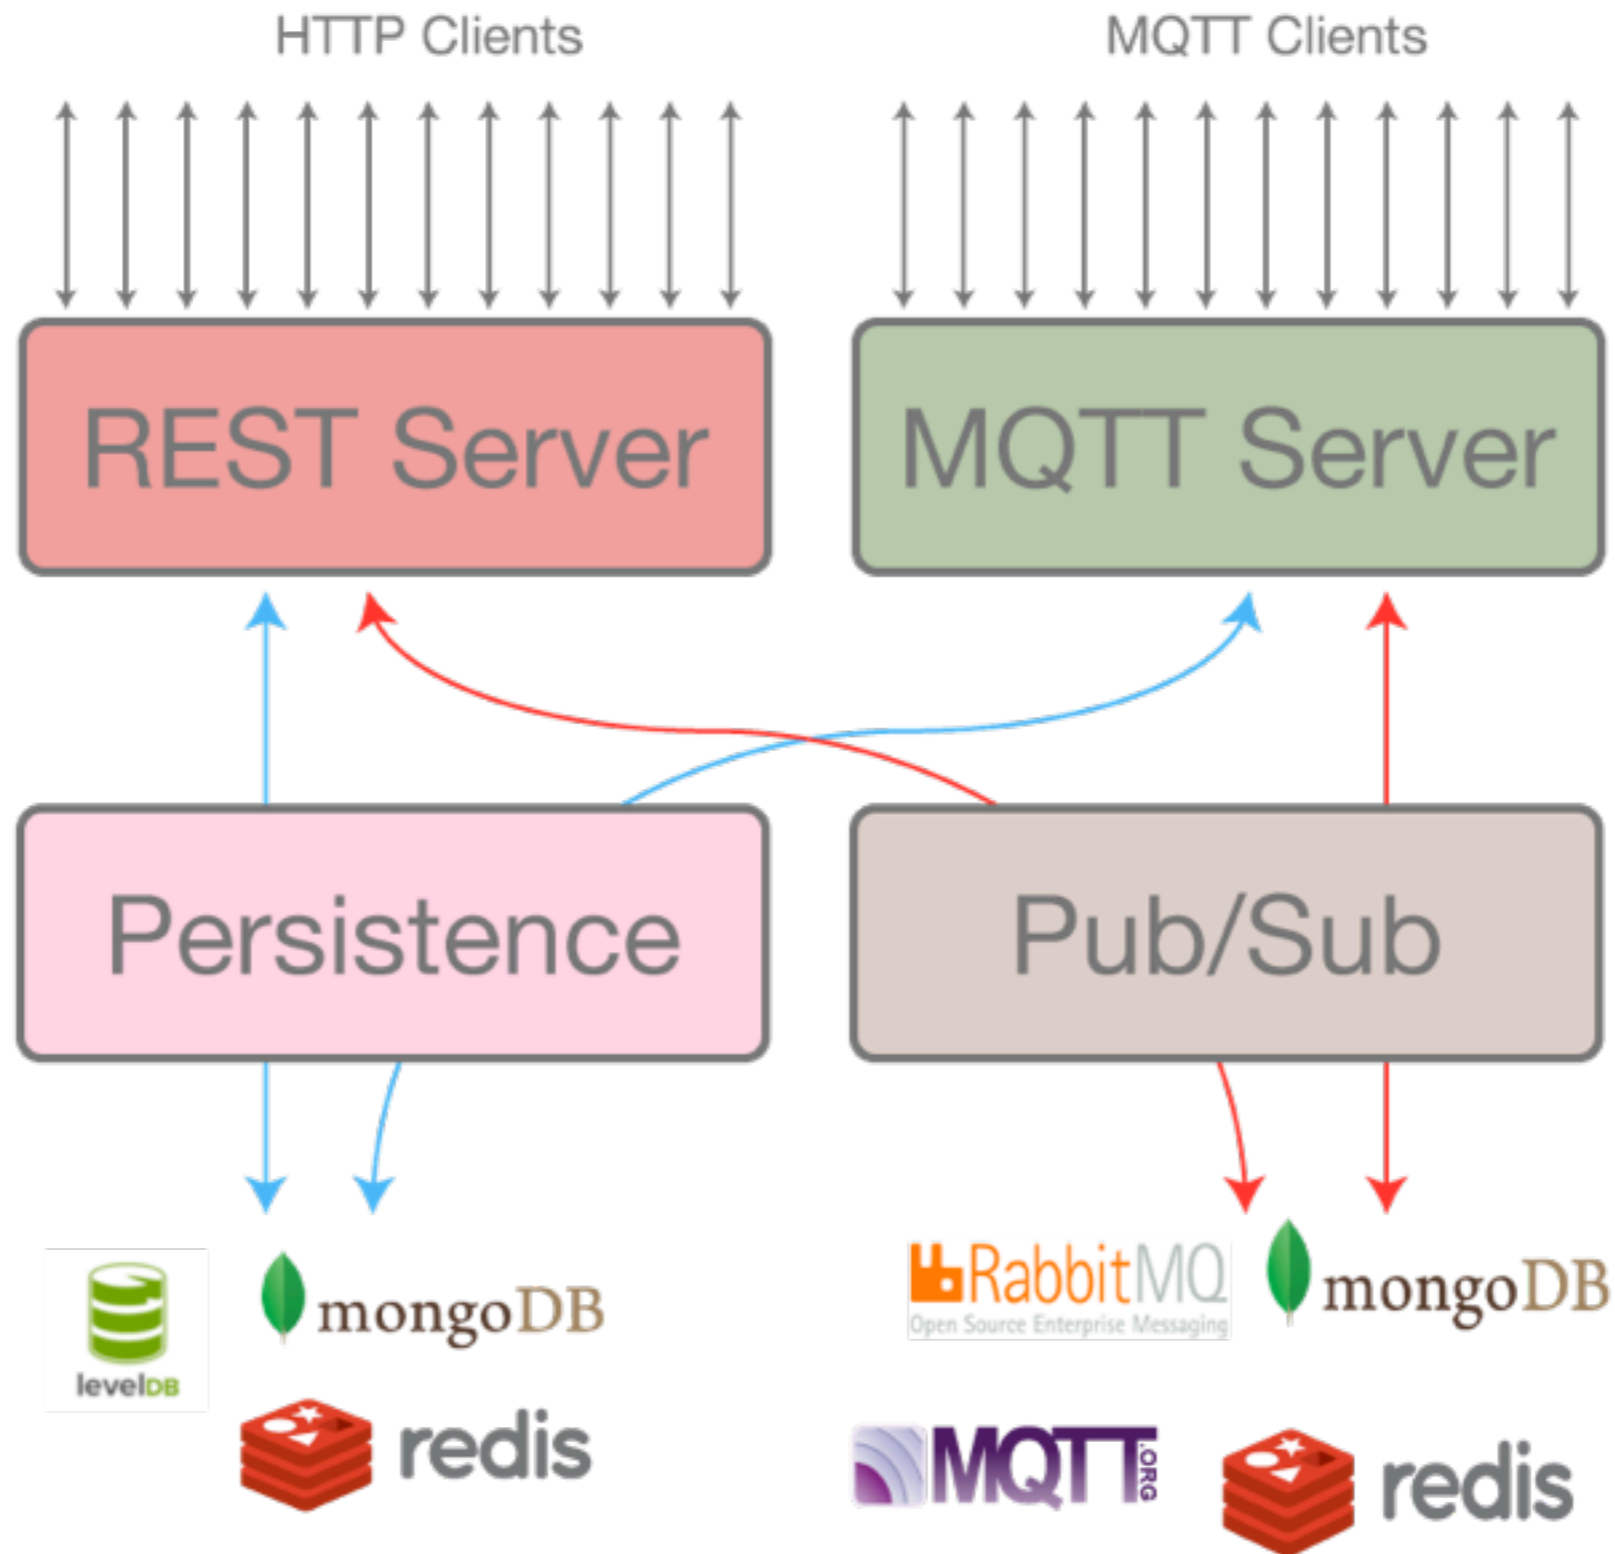 HTTP Clients
MQTT Clients
REST Server
MQTT Server
Persistence
Pub/Sub
levelDB
mongoDB
redis
RabbitMQ
Open Source Enterprise Messaging
mongoDB
MQTT.ORG
redis